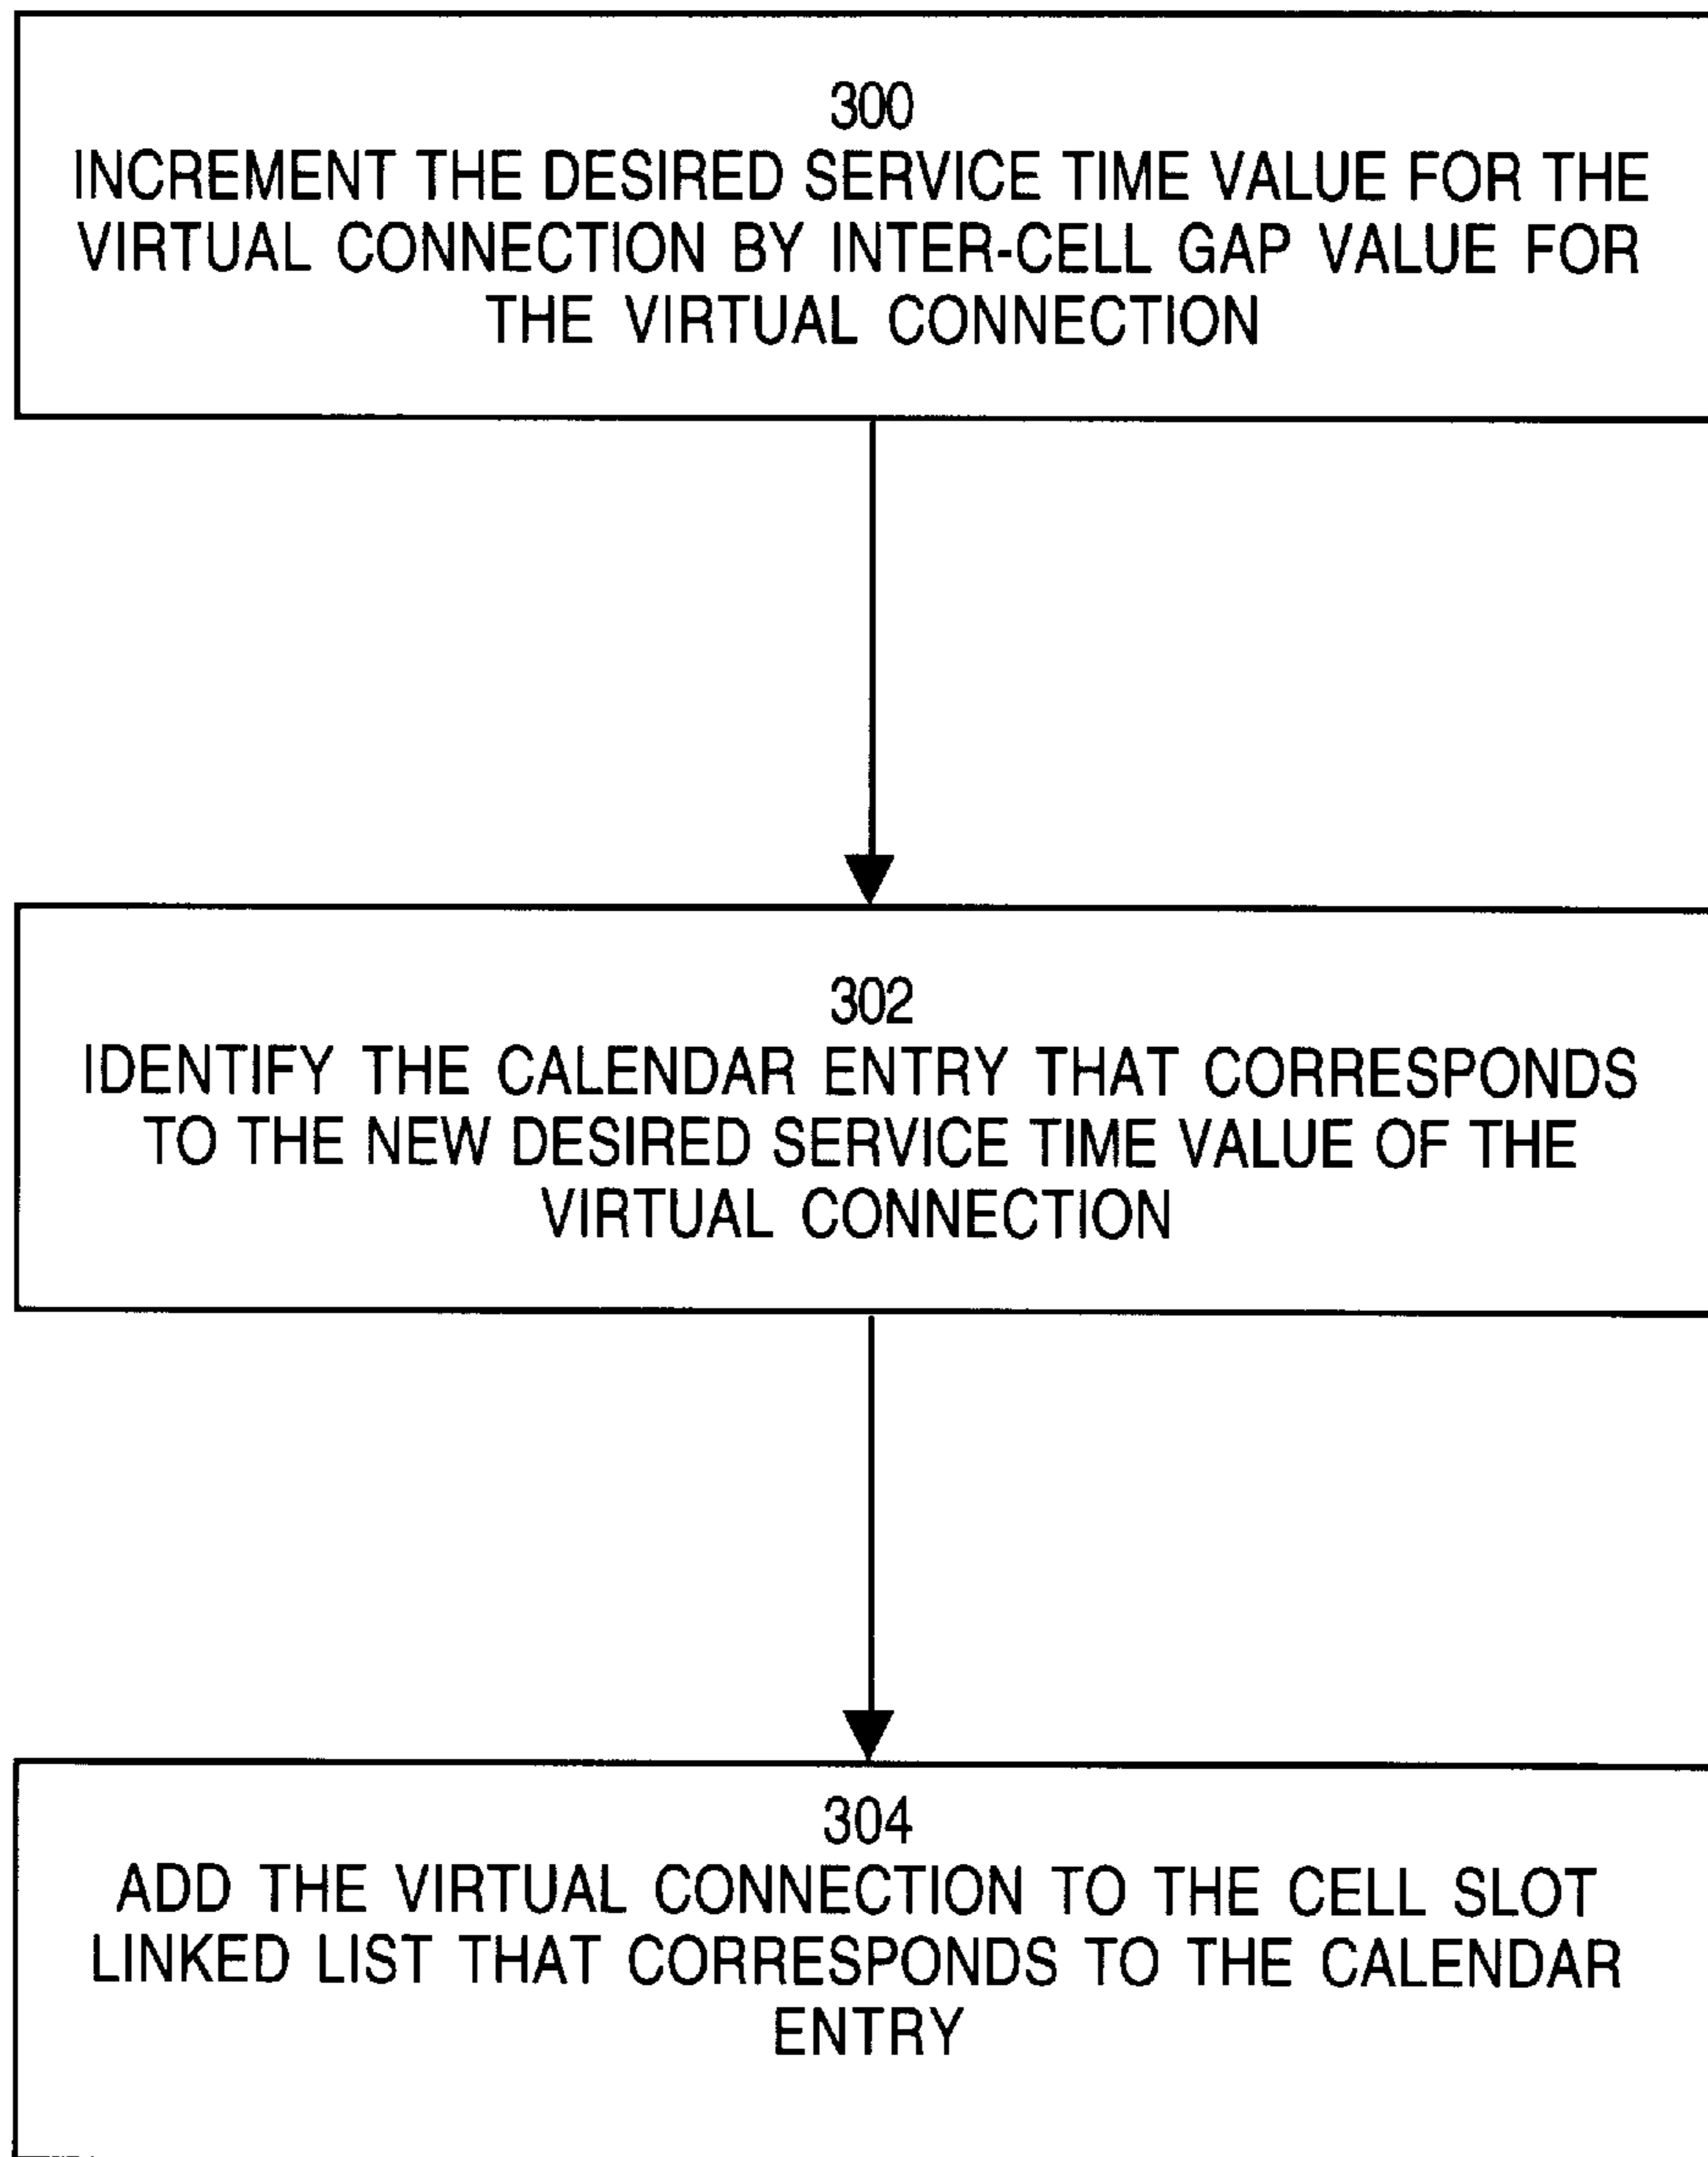 300
INCREMENT THE DESIRED SERVICE TIME VALUE FOR THE
VIRTUAL CONNECTION BY INTER-CELL GAP VALUE FOR
THE VIRTUAL CONNECTION
302
IDENTIFY THE CALENDAR ENTRY THAT CORRESPONDS
TO THE NEW DESIRED SERVICE TIME VALUE OF THE
VIRTUAL CONNECTION
304
ADD THE VIRTUAL CONNECTION TO THE CELL SLOT
LINKED LIST THAT CORRESPONDS TO THE CALENDAR
ENTRY